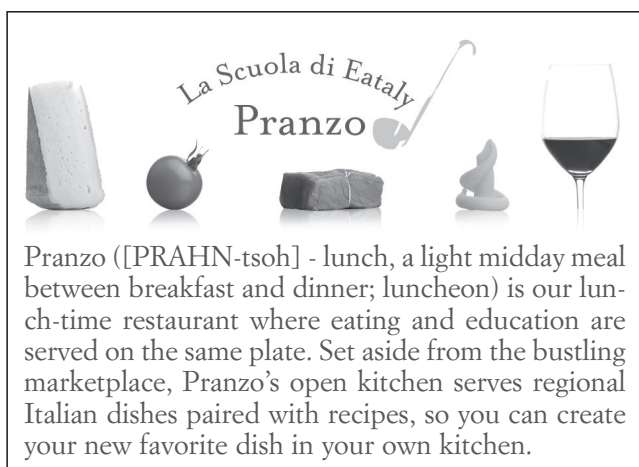 La Scuola di Eataly
Pranzo
Pranzo ([PRAHN-tsoh] - lunch, a light midday meal
between breakfast and dinner; luncheon) is our lun-
ch-time restaurant where eating and education are
served on the same plate. Set aside from the bustling
marketplace, Pranzo's open kitchen serves regional
Italian dishes paired with recipes, so you can create
your new favorite dish in your own kitchen.